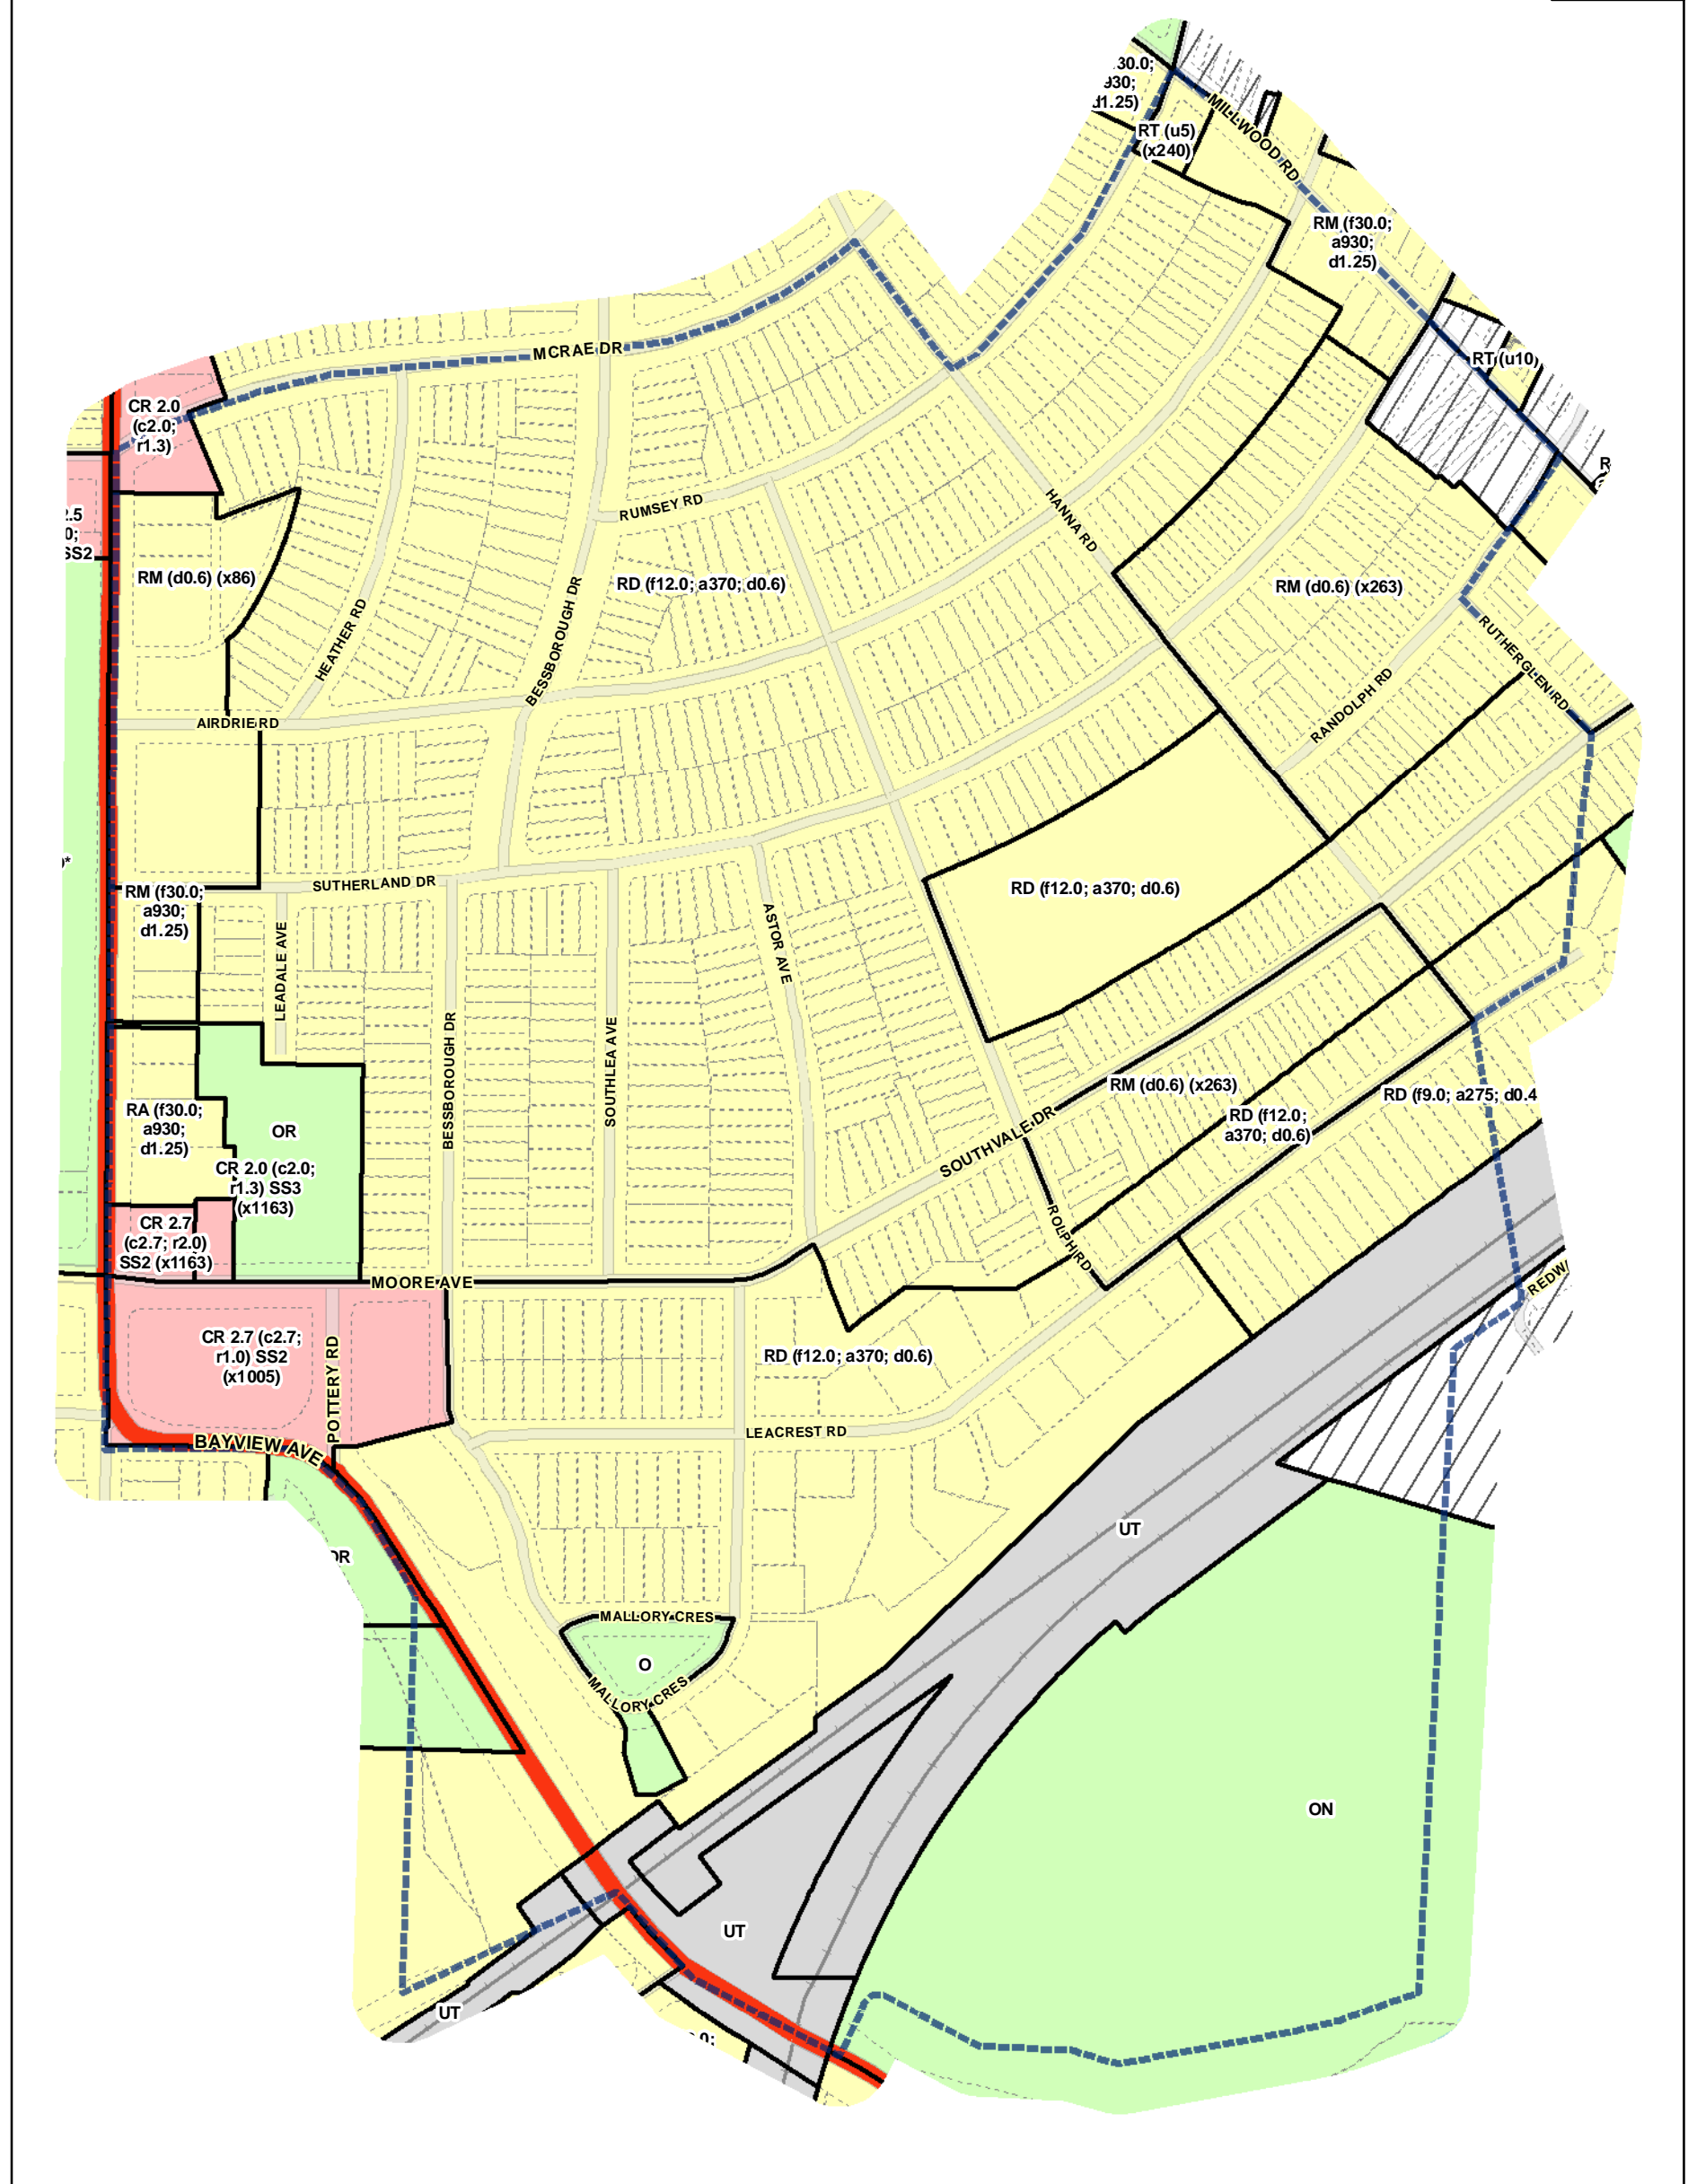 30.0;
930;
d1.25)
MILLWOOD RD
RT (u5)
(x240)
RM (f30.0;
a930;
d1.25)
MCRAE DR
RT (u10)
CR 2.0
(c2.0;
r1.3)
R
HANNA RD
RUMSEY RD
2.5
0;
SS2
RM (d0.6) (x86)
RD (f12.0; a370; d0.6)
RM (d0.6) (x263)
HEATHER RD
BESSBOROUGH DR
RUTHERGLEN RD
RANDOLPH RD
AIRDRIE RD
)*
SUTHERLAND DR
RM (f30.0;
a930;
d1.25)
RD (f12.0; a370; d0.6)
ASTOR AVE
LEADALE AVE
BESSBOROUGH DR
SOUTHLEA AVE
RM (d0.6) (x263)
RD (f9.0; a275; d0.4
RA (f30.0;
a930;
d1.25)
OR
RD (f12.0;
a370; d0.6)
SOUTHVALE DR
CR 2.0 (c2.0;
r1.3) SS3
(x1163)
CR 2.7
(c2.7; r2.0)
SS2 (x1163)
ROLPH RD
MOORE AVE
REDWA
CR 2.7 (c2.7;
r1.0) SS2
(x1005)
POTTERY RD
RD (f12.0; a370; d0.6)
LEACREST RD
BAYVIEW AVE
UT
OR
MALLORY CRES
O
MALLORY CRES
ON
UT
UT
0;